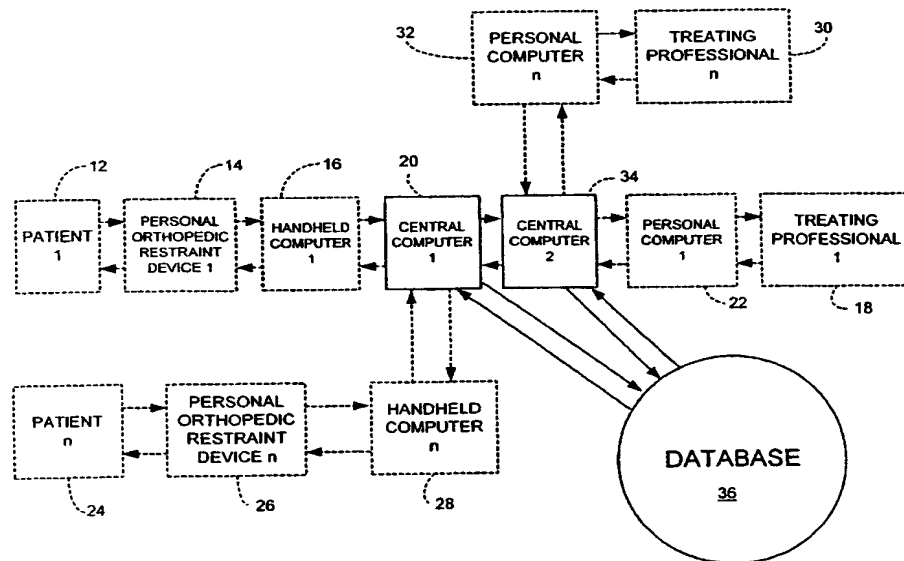 32
PERSONAL
COMPUTER
n
TREATING
PROFESSIONAL
n
30
12
14
16
20
34
PATIENT
1
PERSONAL
ORTHOPEDIC
RESTRAINT
DEVICE 1
HANDHELD
COMPUTER
1
CENTRAL
COMPUTER
1
CENTRAL
COMPUTER
2
PERSONAL
COMPUTER
1
TREATING
PROFESSIONAL
1
22
18
PATIENT
n
PERSONAL
ORTHOPEDIC
RESTRAINT
DEVICE n
HANDHELD
COMPUTER
n
24
26
28
DATABASE
36